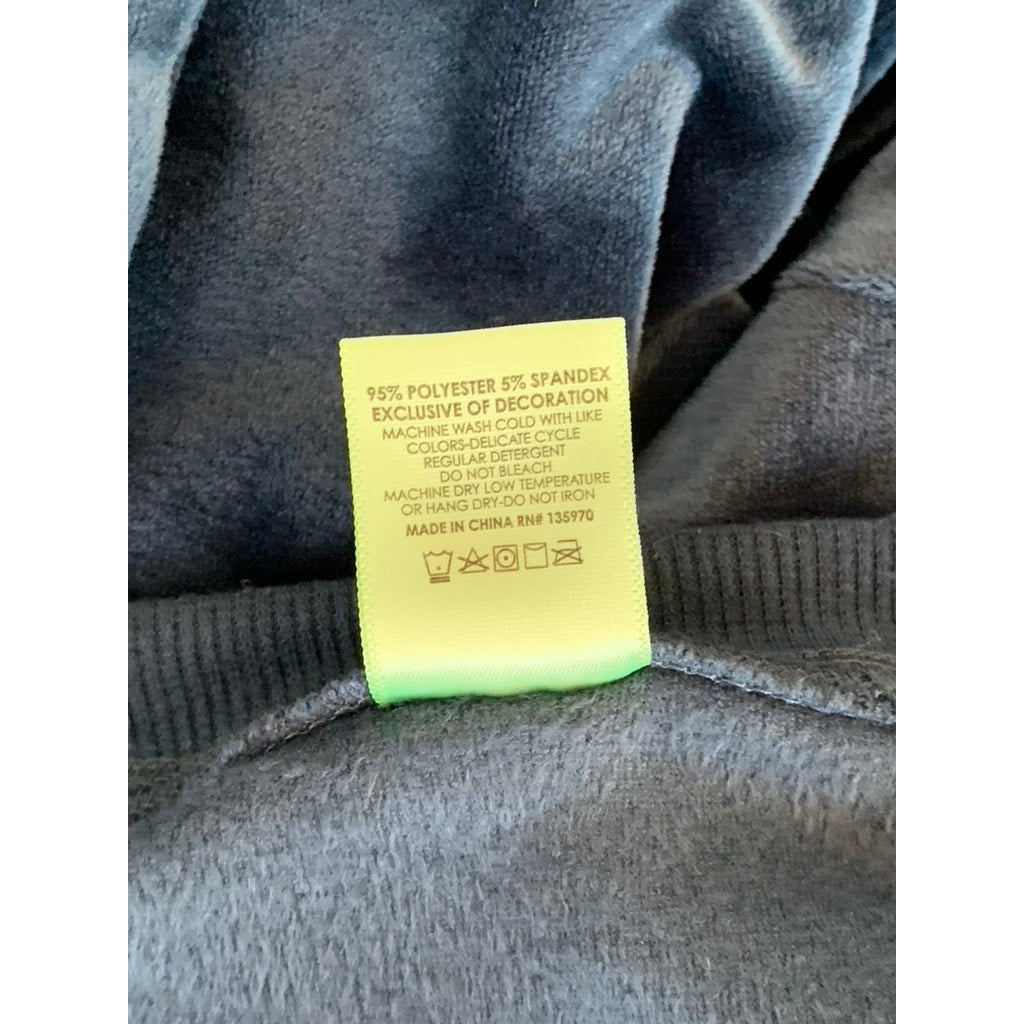 95% POLYESTER 5% SPANDEX
EXCLUSIVE OF DECORATION
MACHINE WASH COLD WITH LIKE
COLORS-DELICATE CYCLE
REGULAR DETERGENT
DO NOT BLEACH
MACHINE DRY LOW TEMPERATURE
OR HANG DRY-DO NOT IRON
MADE IN CHINA RN# 135970